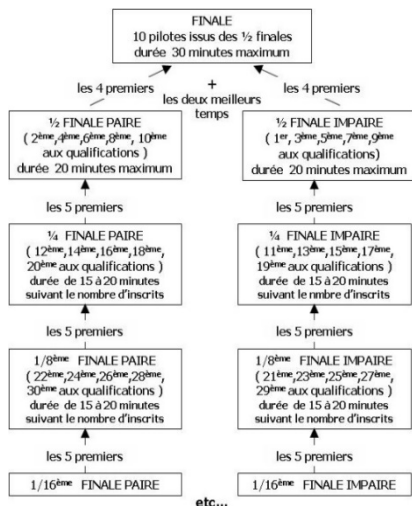 FINALE
10 pilotes issus des ½ finales
durée 30 minutes maximum
les 4 premiers
+
les deux meilleurs
temps
les 4 premiers
½ FINALE PAIRE
( 2ème,4ème,6ème,8ème, 10ème
aux qualifications )
durée 20 minutes maximum
½ FINALE IMPAIRE
( 1er, 3ème,5ème,7ème,9ème
aux qualifications)
durée 20 minutes maximum
les 5 premiers
les 5 premiers
¼ FINALE PAIRE
( 12ème,14ème,16ème,18ème,
20ème aux qualifications )
durée de 15 à 20 minutes
suivant le nombre d'inscrits
¼ FINALE IMPAIRE
( 11ème,13ème,15ème,17ème,
19ème aux qualifications )
durée de 15 à 20 minutes
suivant le nmbre d'inscrits
les 5 premiers
les 5 premiers
1/8ème FINALE PAIRE
( 22ème,24ème,26ème,28ème,
30ème aux qualifications )
durée de 15 à 20 minutes
suivant le nombre d'inscrits
1/8ème FINALE IMPAIRE
( 21ème,23ème,25ème,27ème,
29ème aux qualifications )
durée de 15 à 20 minutes
suivant le nombre d'inscrits
les 5 premiers
les 5 premiers
1/16ème FINALE PAIRE
1/16ème FINALE IMPAIRE
etc...